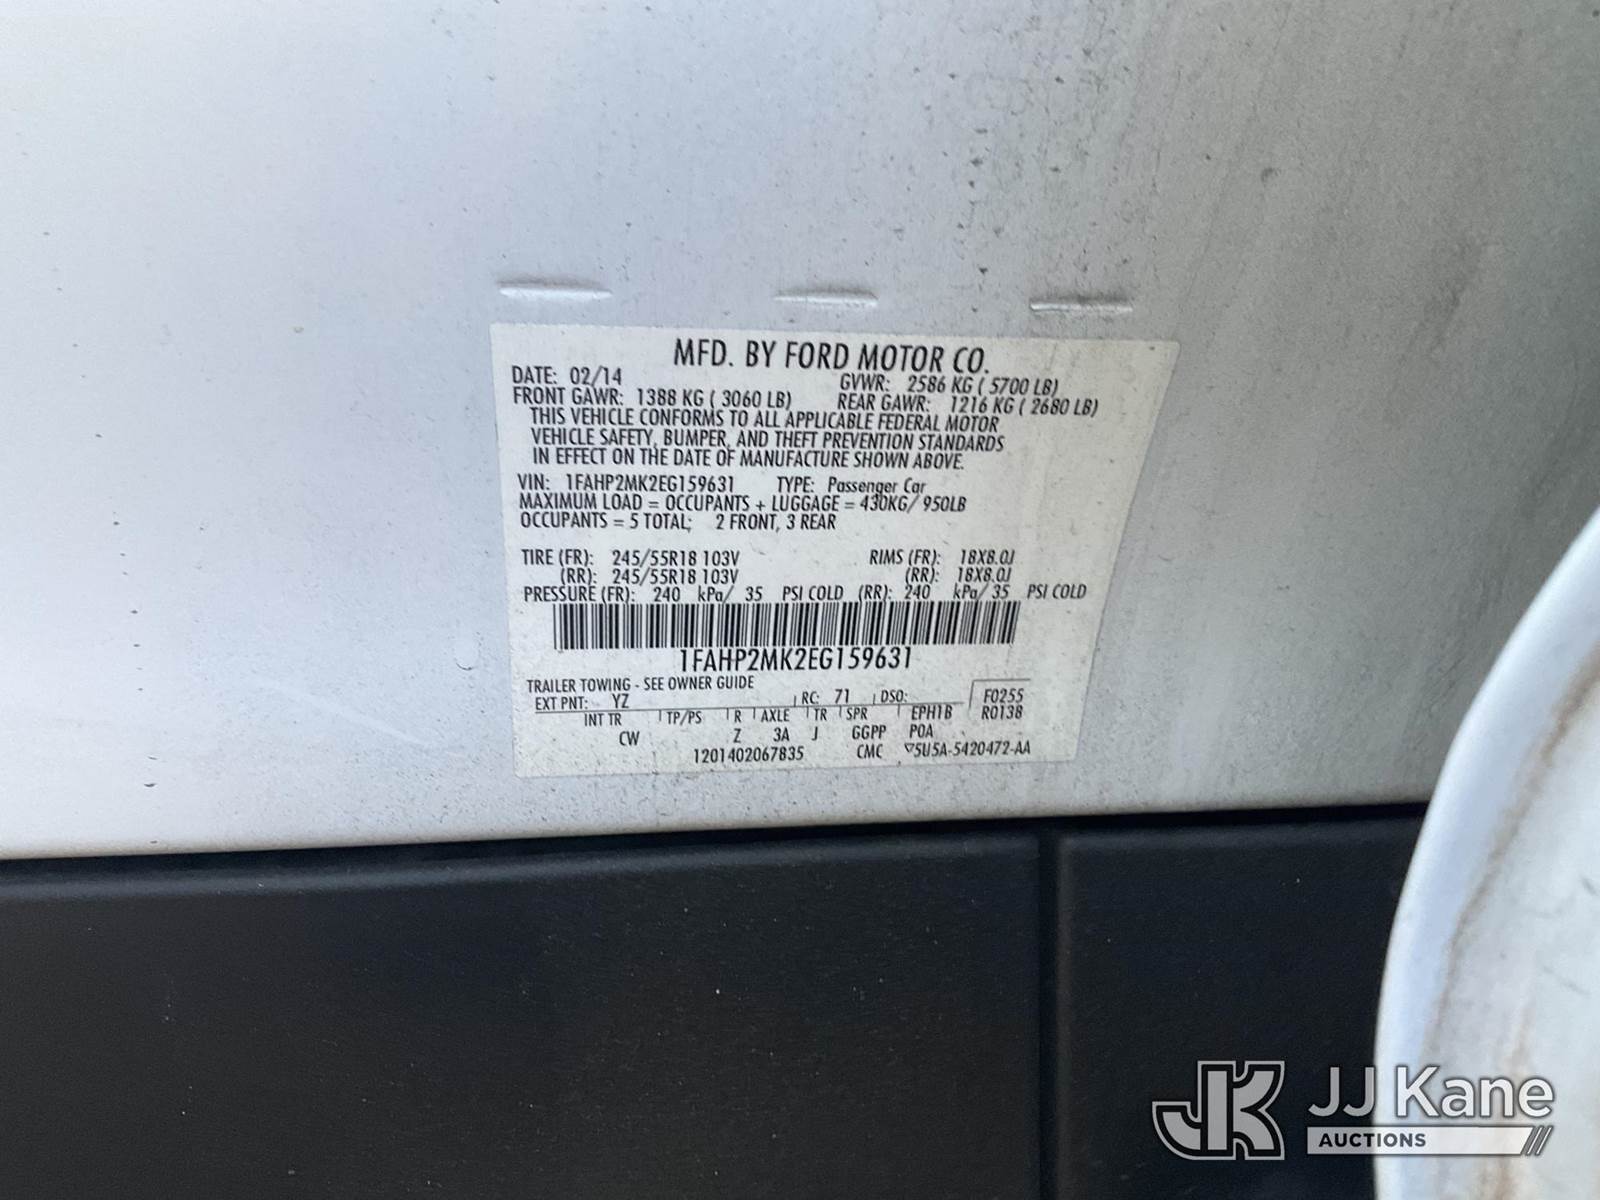 MFD. BY FORD MOTOR CO.
DATE: 02/14 GVWR: 2586 KG ( 5700 LB)
FRONT GAWR: 1388 KG ( 3060 LB) REAR GAWR: 1216 KG ( 2680 LB)
THIS VEHICLE CONFORMS TO ALL APPLICABLE FEDERAL MOTOR
VEHICLE SAFETY, BUMPER, AND THEFT PREVENTION STANDARDS
IN EFFECT ON THE DATE OF MANUFACTURE SHOWN ABOVE.
VIN: 1FAHP2MK2EG159631 TYPE: Passenger Car
MAXIMUM LOAD = OCCUPANTS + LUGGAGE = 430KG/ 950LB
OCCUPANTS = 5 TOTAL; 2 FRONT, 3 REAR
TIRE (FR): 245/55R18 103V RIMS (FR): 18X8.0J
(RR): 245/55R18 103V (RR): 18X8.0J
PRESSURE (FR): 240 kPa/ 35 PSI COLD (RR): 240 kPa/ 35 PSI COLD
1FAHP2MK2EG159631
TRAILER TOWING - SEE OWNER GUIDE
EXT PNT: YZ RC: 71 DSO: F0255
INT TR TP/PS R AXLE TR SPR EPH1B R0138
CW Z 3A J GGPP POA
1201402067835 CMC ▽5U5A-5420472-AA
JK JJ Kane
AUCTIONS